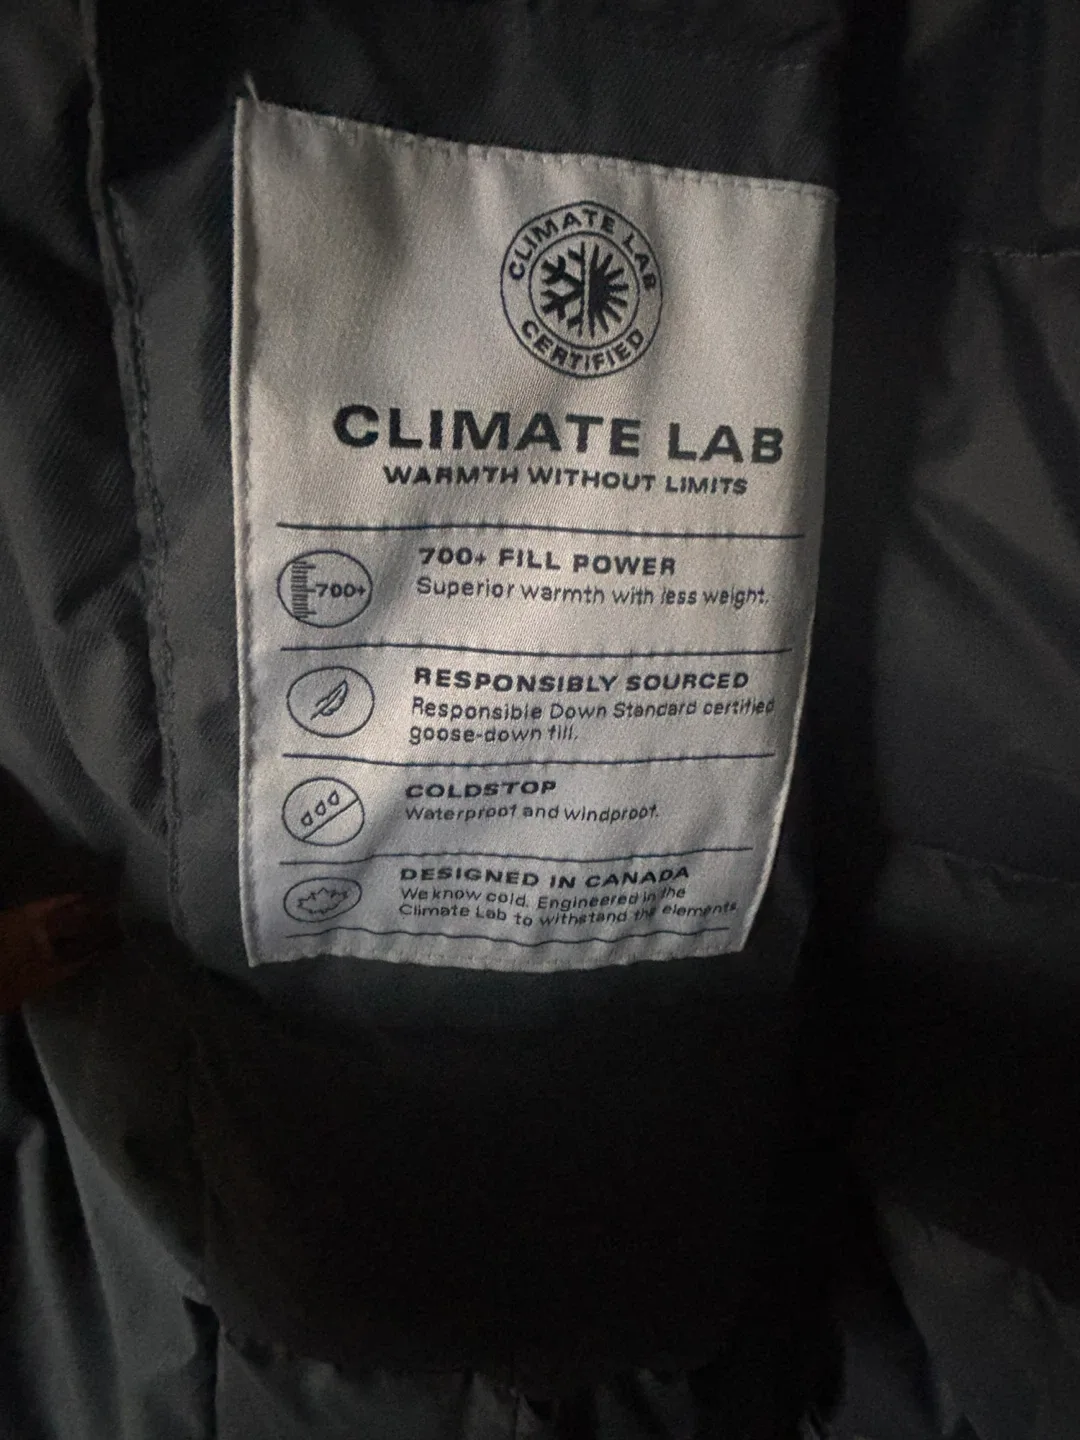 CLIMATE LAB
CERTIFIED
CLIMATE LAB
WARMTH WITHOUT LIMITS
700+
700+ FILL POWER
Superior warmth with less weight.
RESPONSIBLY SOURCED
Responsible Down Standard certified
goose-down fill.
COLDSTOP
Waterproof and windproof.
DESIGNED IN CANADA
We know cold. Engineered in the
Climate Lab to withstand the elements.